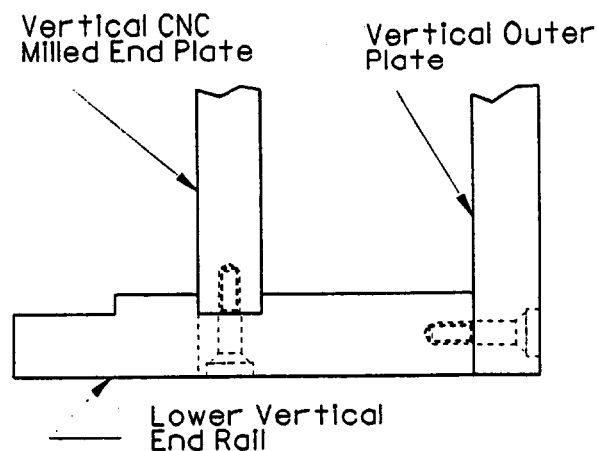 Vertical CNC
Milled End Plate
Vertical Outer
Plate
Lower Vertical
End Rail